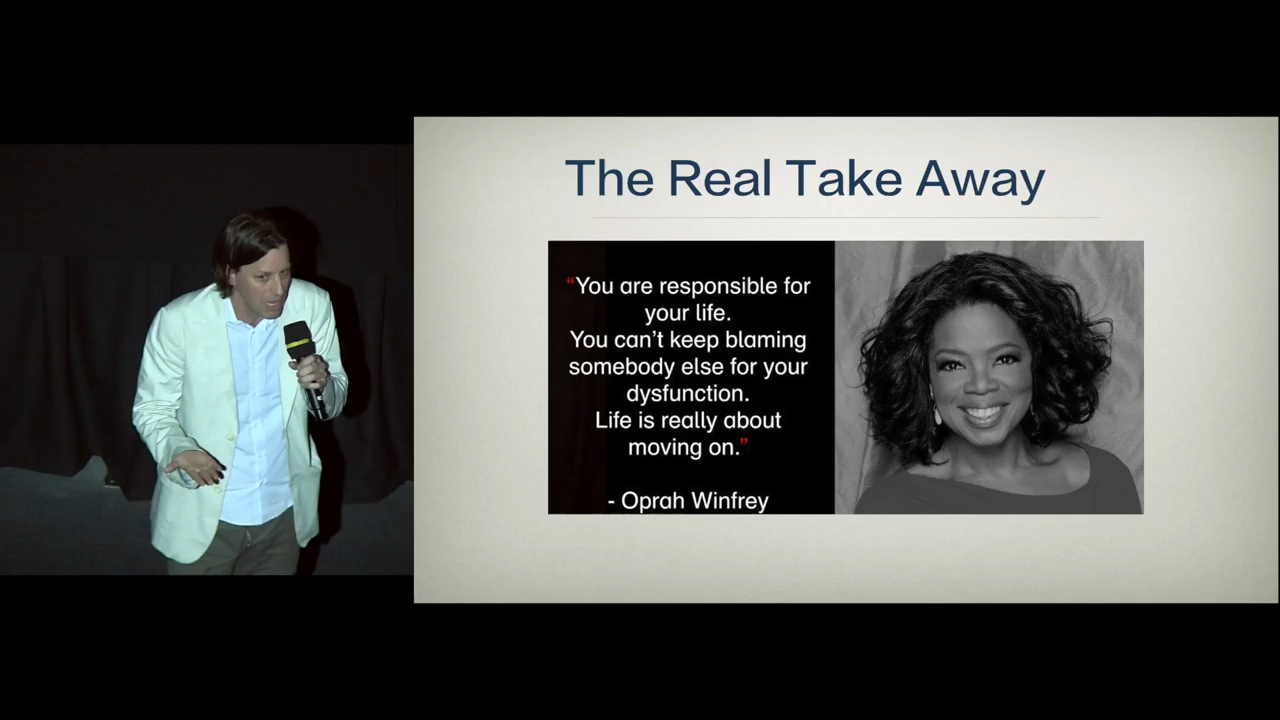 The Real Take Away
“You are responsible for
your life.
You can’t keep blaming
somebody else for your
dysfunction.
Life is really about
moving on.”
- Oprah Winfrey